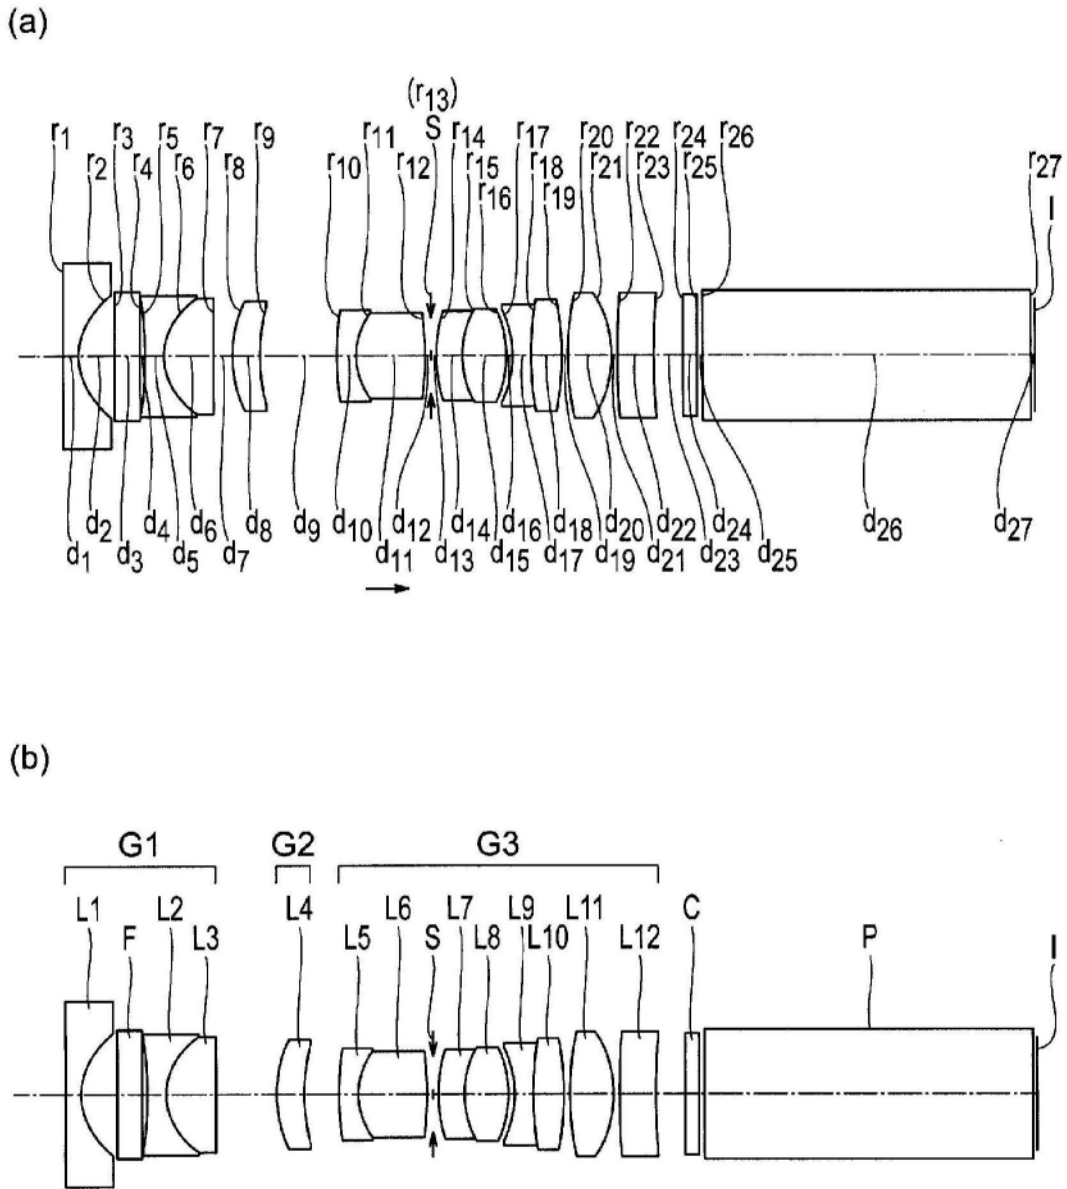 (a)
(r13)
r1 r3 r5 r7 r9 r11 S r14 r17 r20 r22 r24 r26
r2 r4 r6 r8 r10 r12 r15 r18 r21 r23 r25 r27
r16 r19 I
d2 d4 d6 d8 d9 d10 d12 d14 d16 d18 d20 d22 d24 d26 d27
d1 d3 d5 d7 d11 d13 d15 d17 d19 d21 d23 d25
(b)
G1 G2 G3
L1 L2 L4 L6 L7 L9 L11 C
F L3 L5 S L8 L10 L12 P I